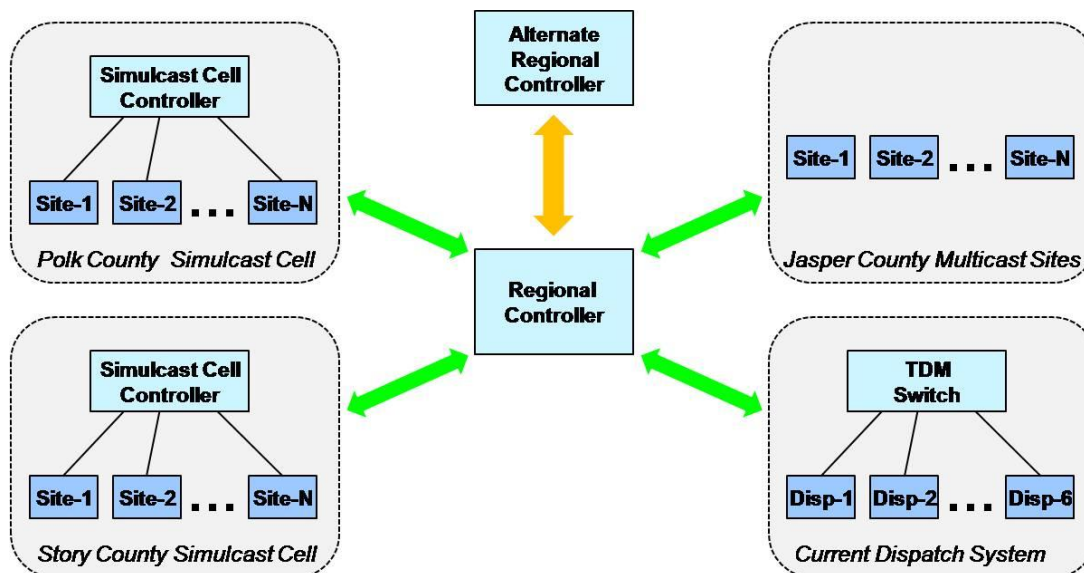 Simulcast Cell
Controller
Site-1 Site-2 ... Site-N
Polk County Simulcast Cell
Alternate
Regional
Controller
Site-1 Site-2 ... Site-N
Jasper County Multicast Sites
Regional
Controller
Simulcast Cell
Controller
Site-1 Site-2 ... Site-N
Story County Simulcast Cell
TDM
Switch
Disp-1 Disp-2 ... Disp-6
Current Dispatch System